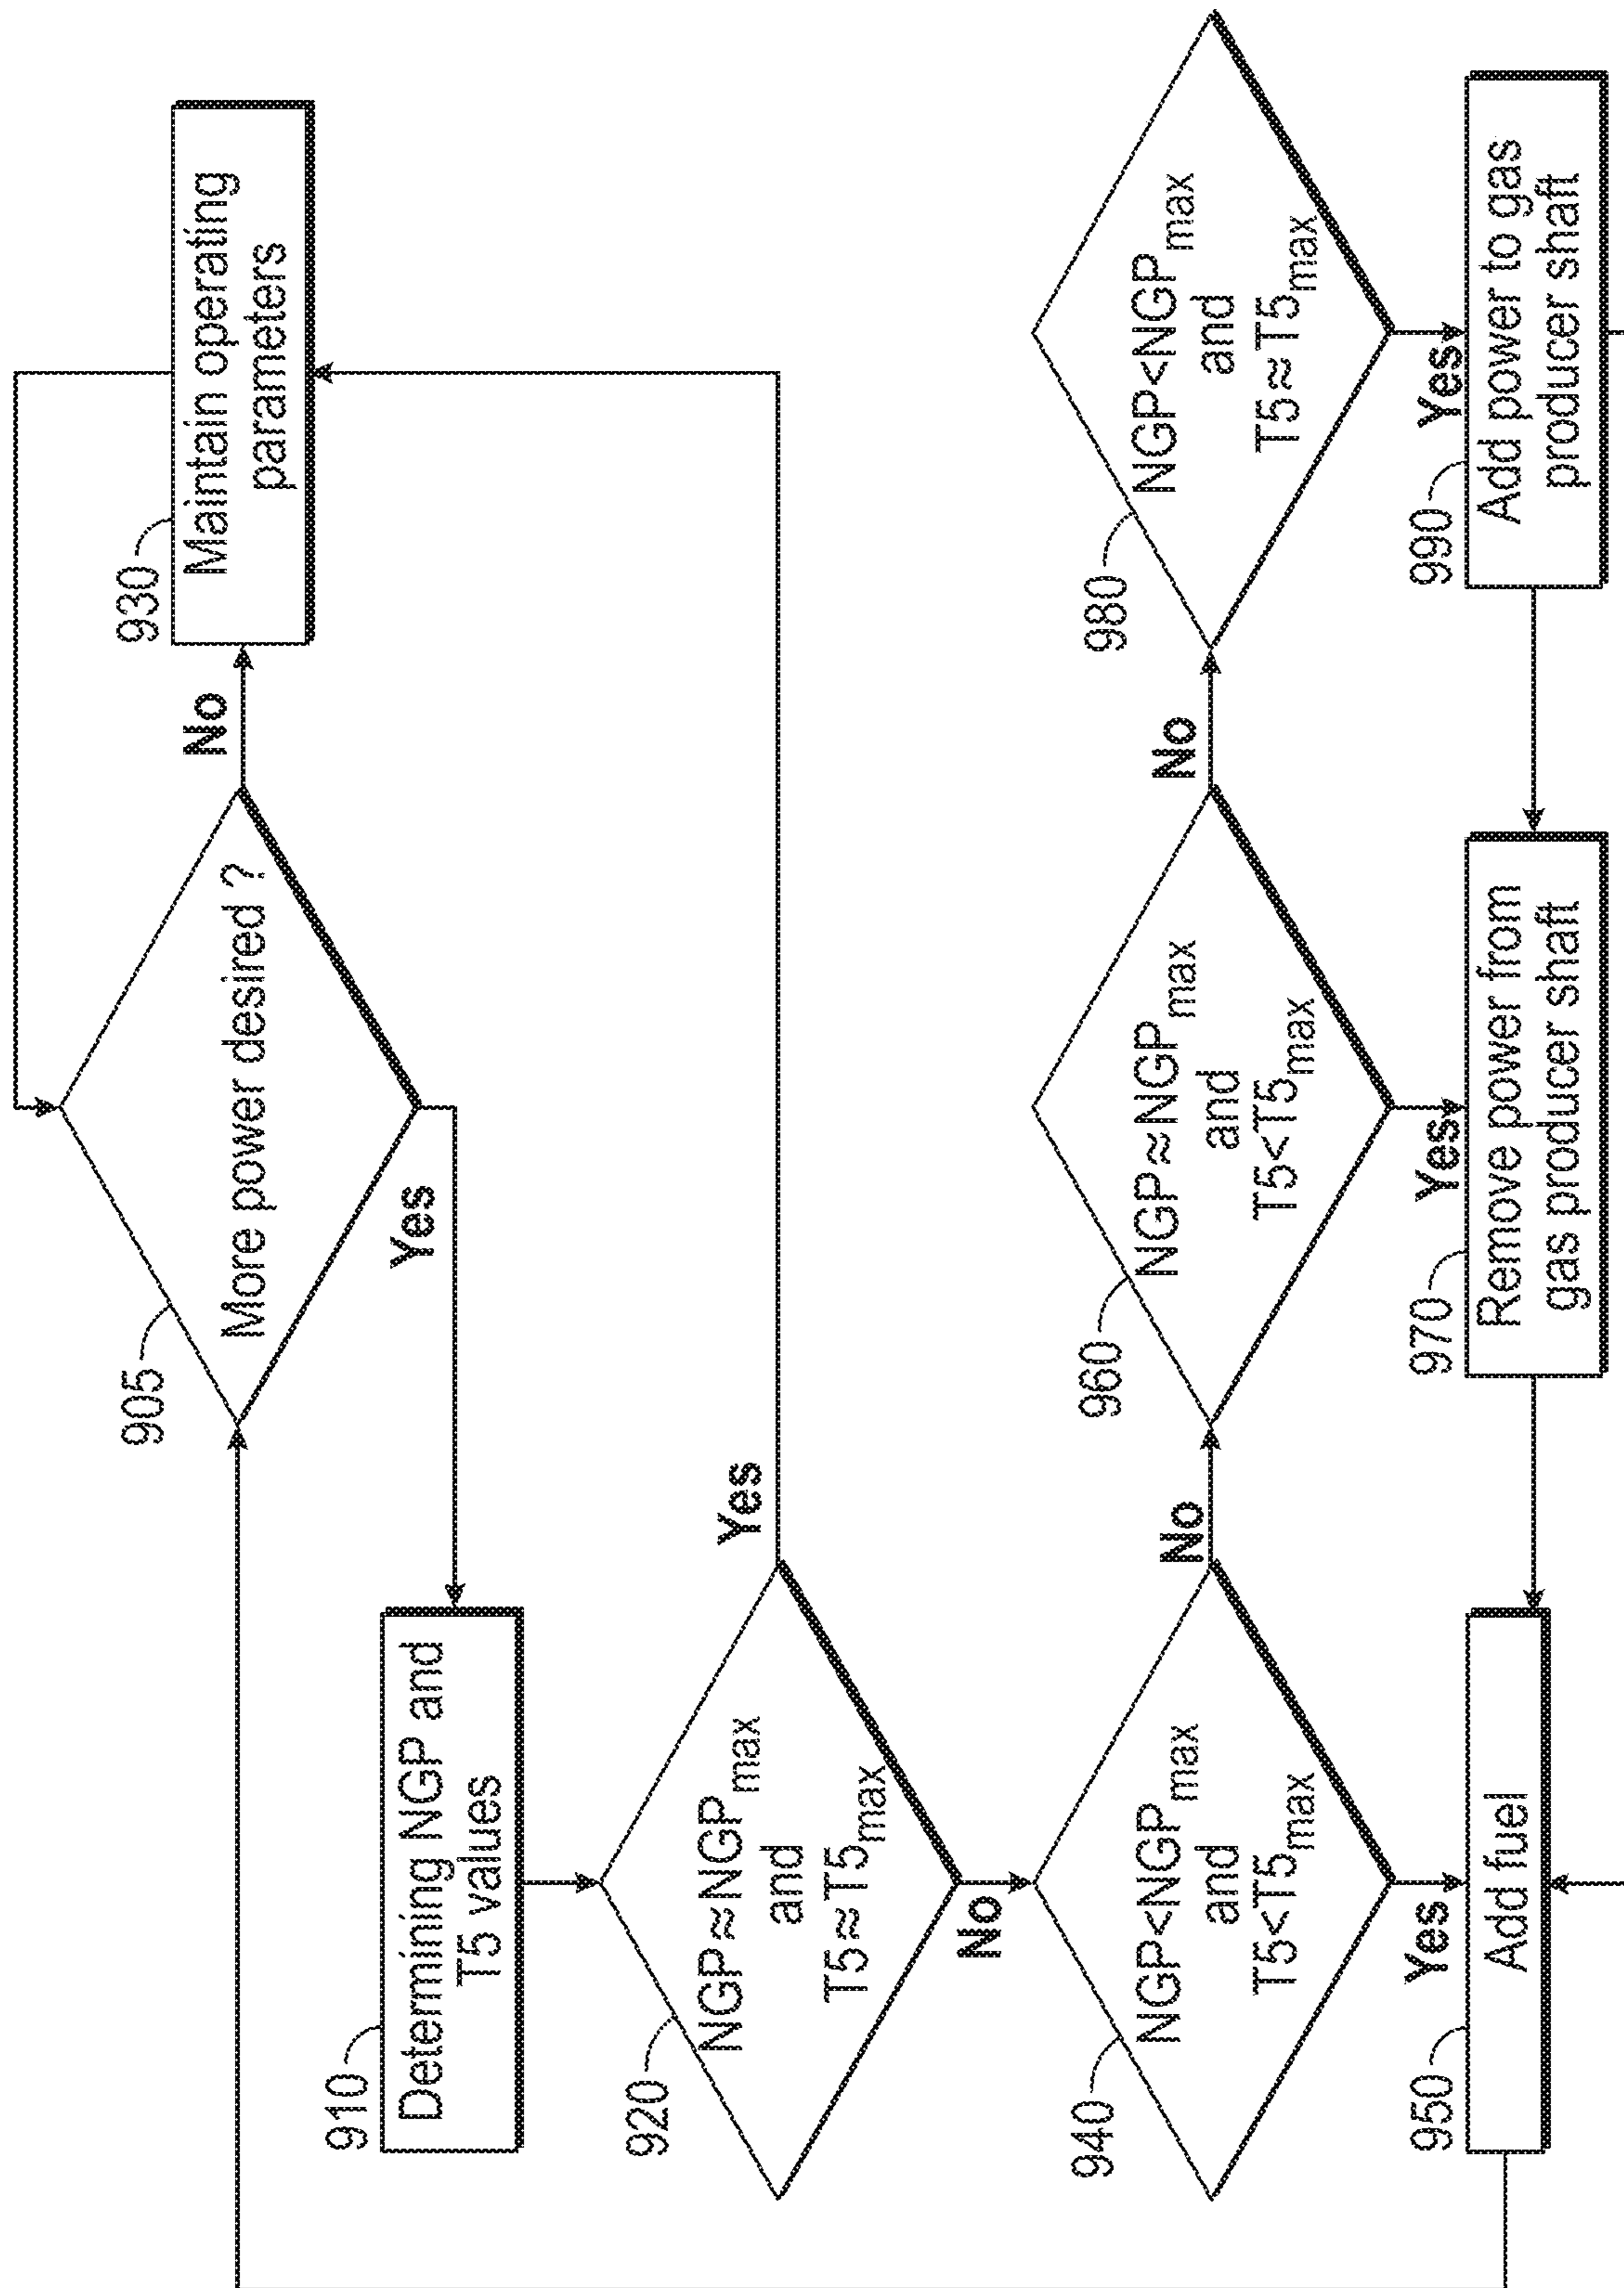 905
More power desired ?
No
930
Maintain operating
parameters
Yes
910
Determining NGP and
T5 values
920
NGP≈NGPmax
and
T5≈T5max
Yes
No
940
NGP<NGPmax
and
T5<T5max
No
960
NGP≈NGPmax
and
T5<T5max
No
980
NGP<NGPmax
and
T5≈T5max
Yes
Yes
Yes
950
Add fuel
970
Remove power from
gas producer shaft
990
Add power to gas
producer shaft